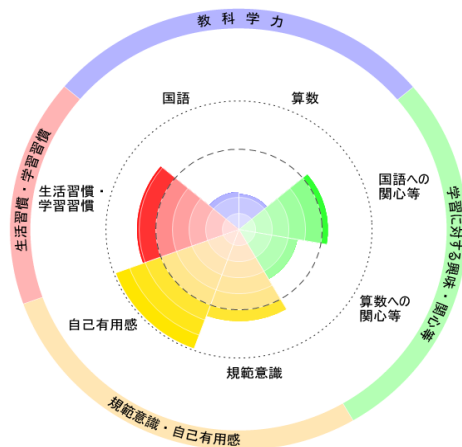 教科学力
国語
算数
生活習慣・学習習慣
生活習慣・
学習習慣
国語への
関心等
学習に対する興味・関心等
算数への
関心等
自己有用感
規範意識
規範意識・自己有用感